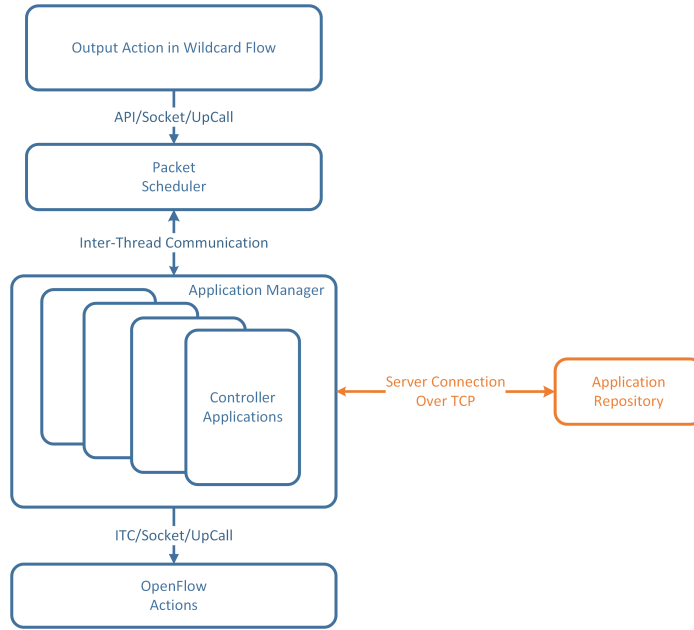 Output Action in Wildcard Flow
API/Socket/UpCall
Packet
Scheduler
Inter-Thread Communication
Application Manager
Controller
Applications
Server Connection
Over TCP
Application
Repository
ITC/Socket/UpCall
OpenFlow
Actions